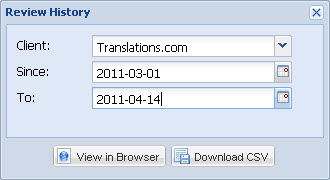 Review History
Client: Translations.com
Since: 2011-03-01
To: 2011-04-14
View in Browser Download CSV